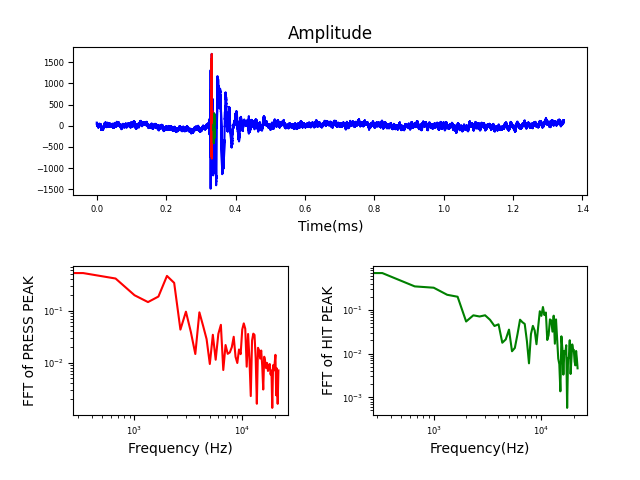 Amplitude
1500
1000
500
0
−500
−1000
−1500
0.0 0.2 0.4 0.6 0.8 1.0 1.2 1.4
Time(ms)
FFT of PRESS PEAK
10⁻¹
10⁻²
10³ 10⁴
Frequency (Hz)
FFT of HIT PEAK
10⁻¹
10⁻²
10⁻³
10³ 10⁴
Frequency(Hz)